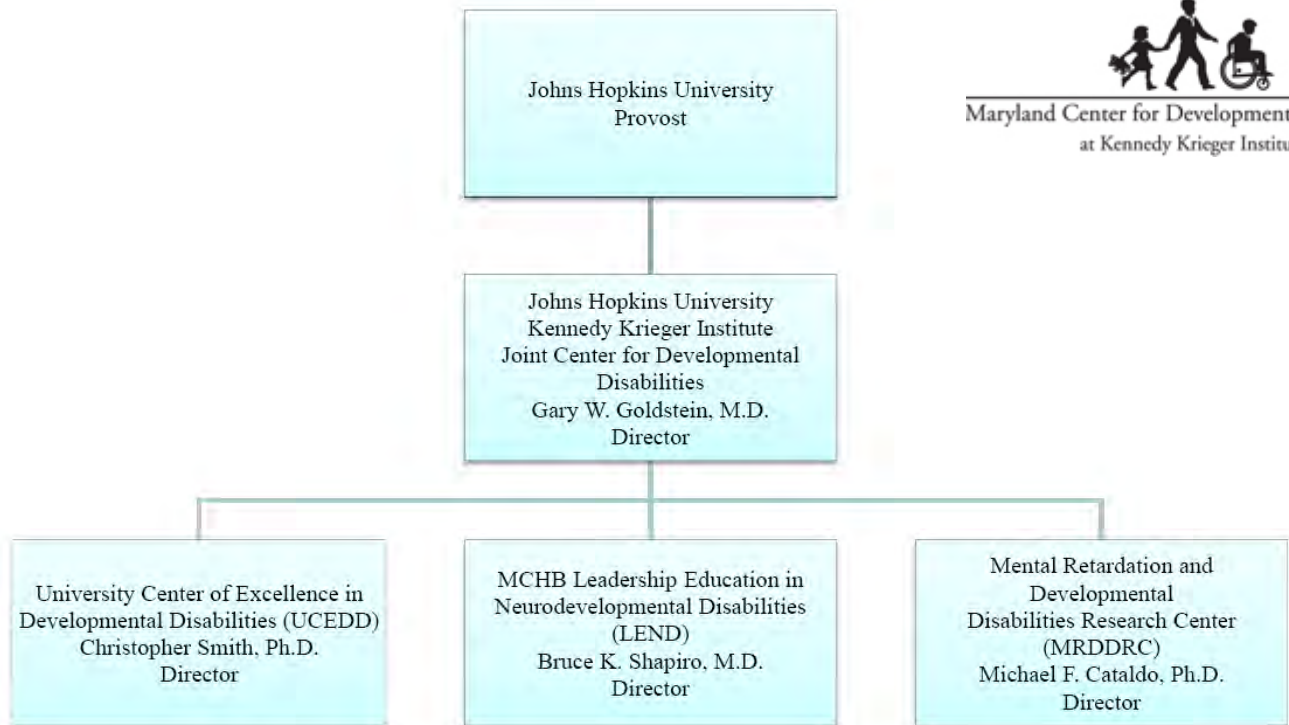 Johns Hopkins University
Provost
Maryland Center for
at Kennedy Krieger
Johns Hopkins University
Kennedy Krieger Institute
Joint Center for Developmental
Disabilities
Gary W. Goldstein, M.D.
Director
University Center of Excellence in
Developmental Disabilities (UCEDD)
Christopher Smith, Ph.D.
Director
MCHB Leadership Education in
Neurodevelopmental Disabilities
(LEND)
Bruce K. Shapiro, M.D.
Director
Mental Retardation and
Developmental
Disabilities Research Center
(MRDDRC)
Michael F. Cataldo, Ph.D.
Director